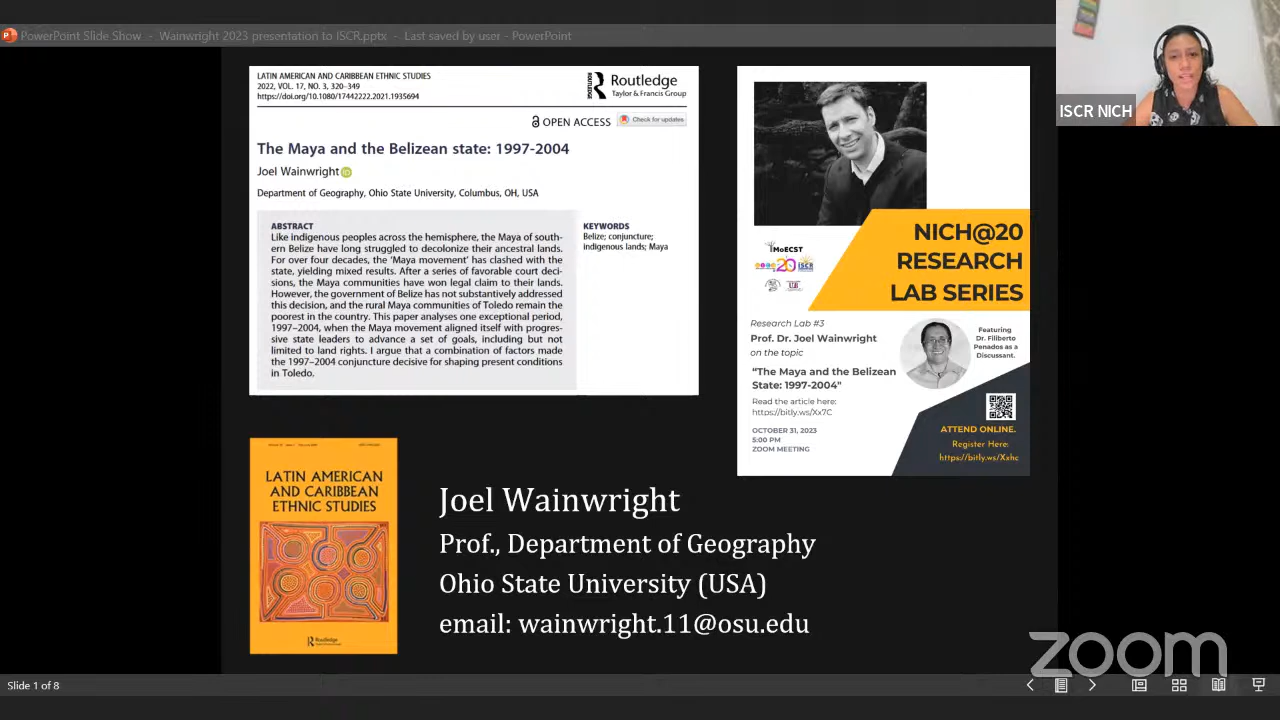 PowerPoint Slide Show - Wainwright 2023 presentation to ISCR.pptx - Last saved by user - PowerPoint
ISCR NICH
LATIN AMERICAN AND CARIBBEAN ETHNIC STUDIES
2022, VOL. 17, NO. 3, 320–349
https://doi.org/10.1080/17442222.2021.1935694
ROUTLEDGE
Routledge
Taylor & Francis Group
OPEN ACCESS
Check for updates
The Maya and the Belizean state: 1997-2004
Joel Wainwright
Department of Geography, Ohio State University, Columbus, OH, USA
ABSTRACT
Like indigenous peoples across the hemisphere, the Maya of south-
ern Belize have long struggled to decolonize their ancestral lands.
For over four decades, the 'Maya movement' has clashed with the
state, yielding mixed results. After a series of favorable court deci-
sions, the Maya communities have won legal claim to their lands.
However, the government of Belize has not substantively addressed
this decision, and the rural Maya communities of Toledo remain the
poorest in the country. This paper analyses one exceptional period,
1997–2004, when the Maya movement aligned itself with progres-
sive state leaders to advance a set of goals, including but not
limited to land rights. I argue that a combination of factors made
the 1997–2004 conjuncture decisive for shaping present conditions
in Toledo.
KEYWORDS
Belize; conjuncture;
indigenous lands; Maya
NICH@20
RESEARCH
LAB SERIES
MoECST
20
ISCR
Research Lab #3
Prof. Dr. Joel Wainwright
on the topic
"The Maya and the Belizean
State: 1997-2004"
Read the article here:
https://bitly.ws/Xx7C
OCTOBER 31, 2023
5:00 PM
ZOOM MEETING
Featuring
Dr. Filiberto
Penados as a
Discussant.
ATTEND ONLINE.
Register Here:
https://bitly.ws/Xxhc
LATIN AMERICAN
AND CARIBBEAN
ETHNIC STUDIES
Routledge
Joel Wainwright
Prof., Department of Geography
Ohio State University (USA)
email: wainwright.11@osu.edu
zoom
Slide 1 of 8